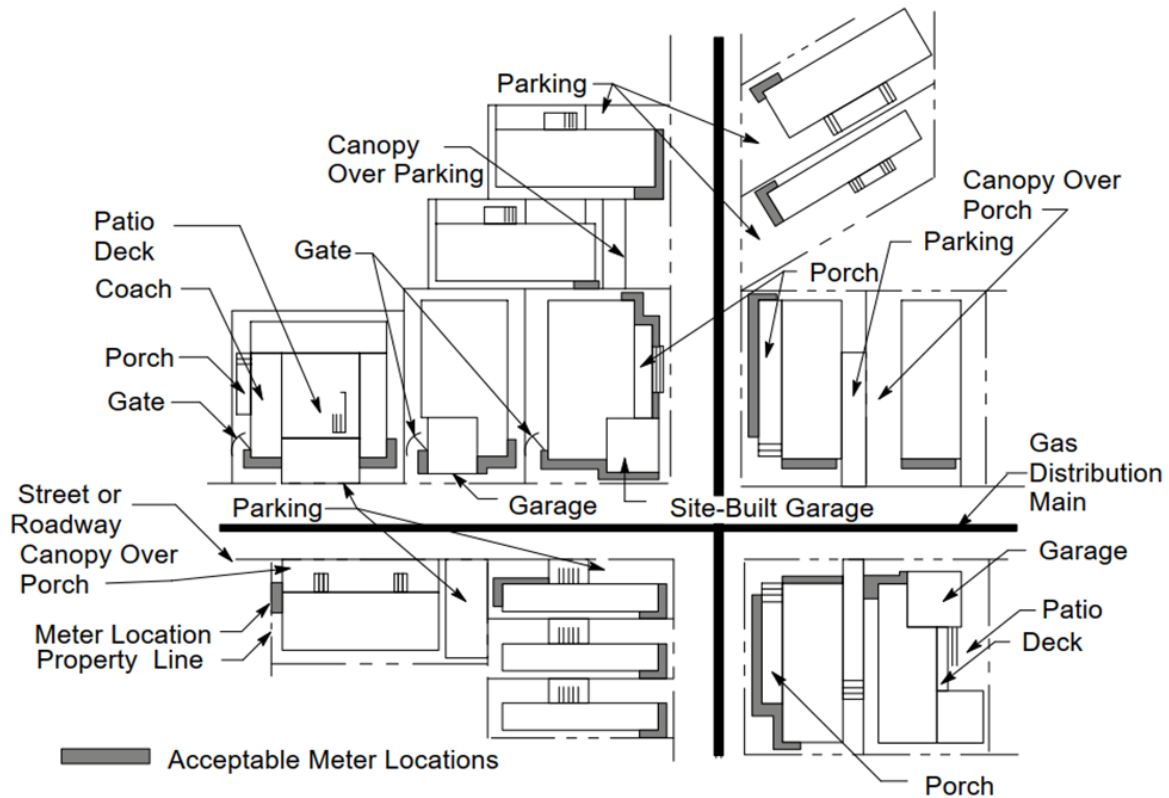 Parking
Canopy
Over Parking
Canopy Over
Porch
Parking
Patio
Deck
Gate
Coach
Porch
Porch
Gate
Gas
Distribution
Main
Street or
Roadway
Parking
Garage
Site-Built Garage
Canopy Over
Porch
Garage
Meter Location
Property Line
Patio
Deck
Acceptable Meter Locations
Porch